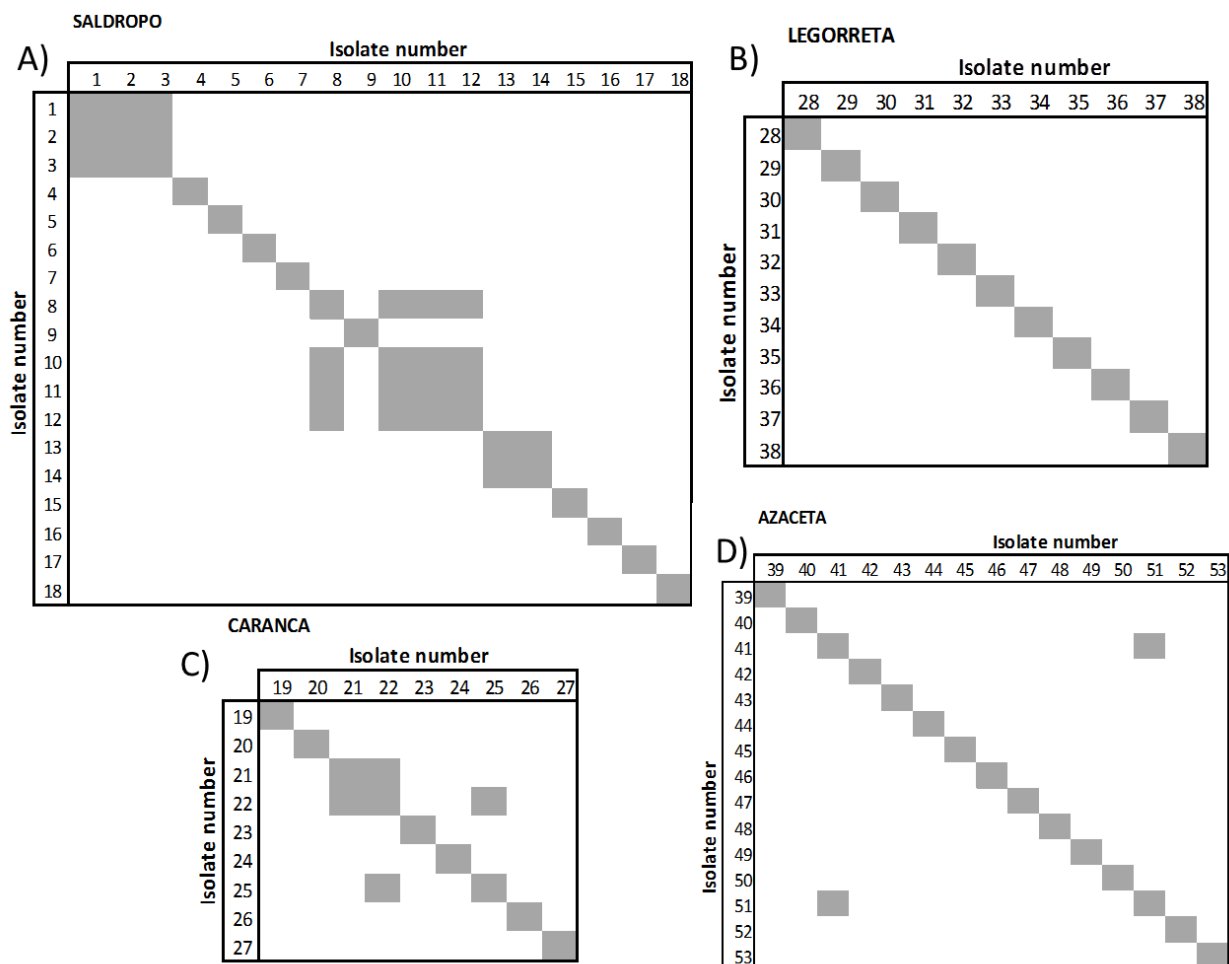 SALDROPO
A)
Isolate number
1 2 3 4 5 6 7 8 9 10 11 12 13 14 15 16 17 18
Isolate number
1
2
3
4
5
6
7
8
9
10
11
12
13
14
15
16
17
18
LEGORRETA
B)
Isolate number
28 29 30 31 32 33 34 35 36 37 38
Isolate number
28
29
30
31
32
33
34
35
36
37
38
CARANCA
C)
Isolate number
19 20 21 22 23 24 25 26 27
Isolate number
19
20
21
22
23
24
25
26
27
AZACETA
D)
Isolate number
39 40 41 42 43 44 45 46 47 48 49 50 51 52 53
Isolate number
39
40
41
42
43
44
45
46
47
48
49
50
51
52
53